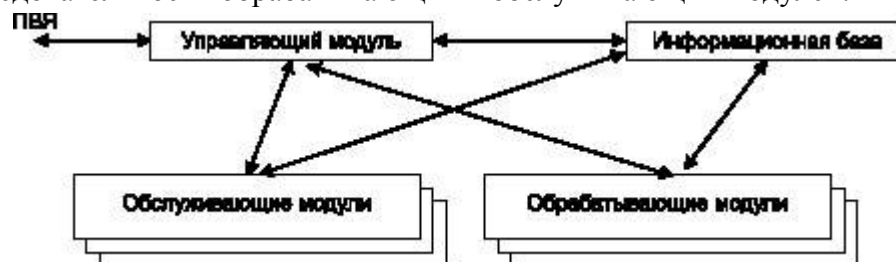 ПВЯ
Управляющий модуль
Информационная база
Обслуживающие модули
Обрабатывающие модули